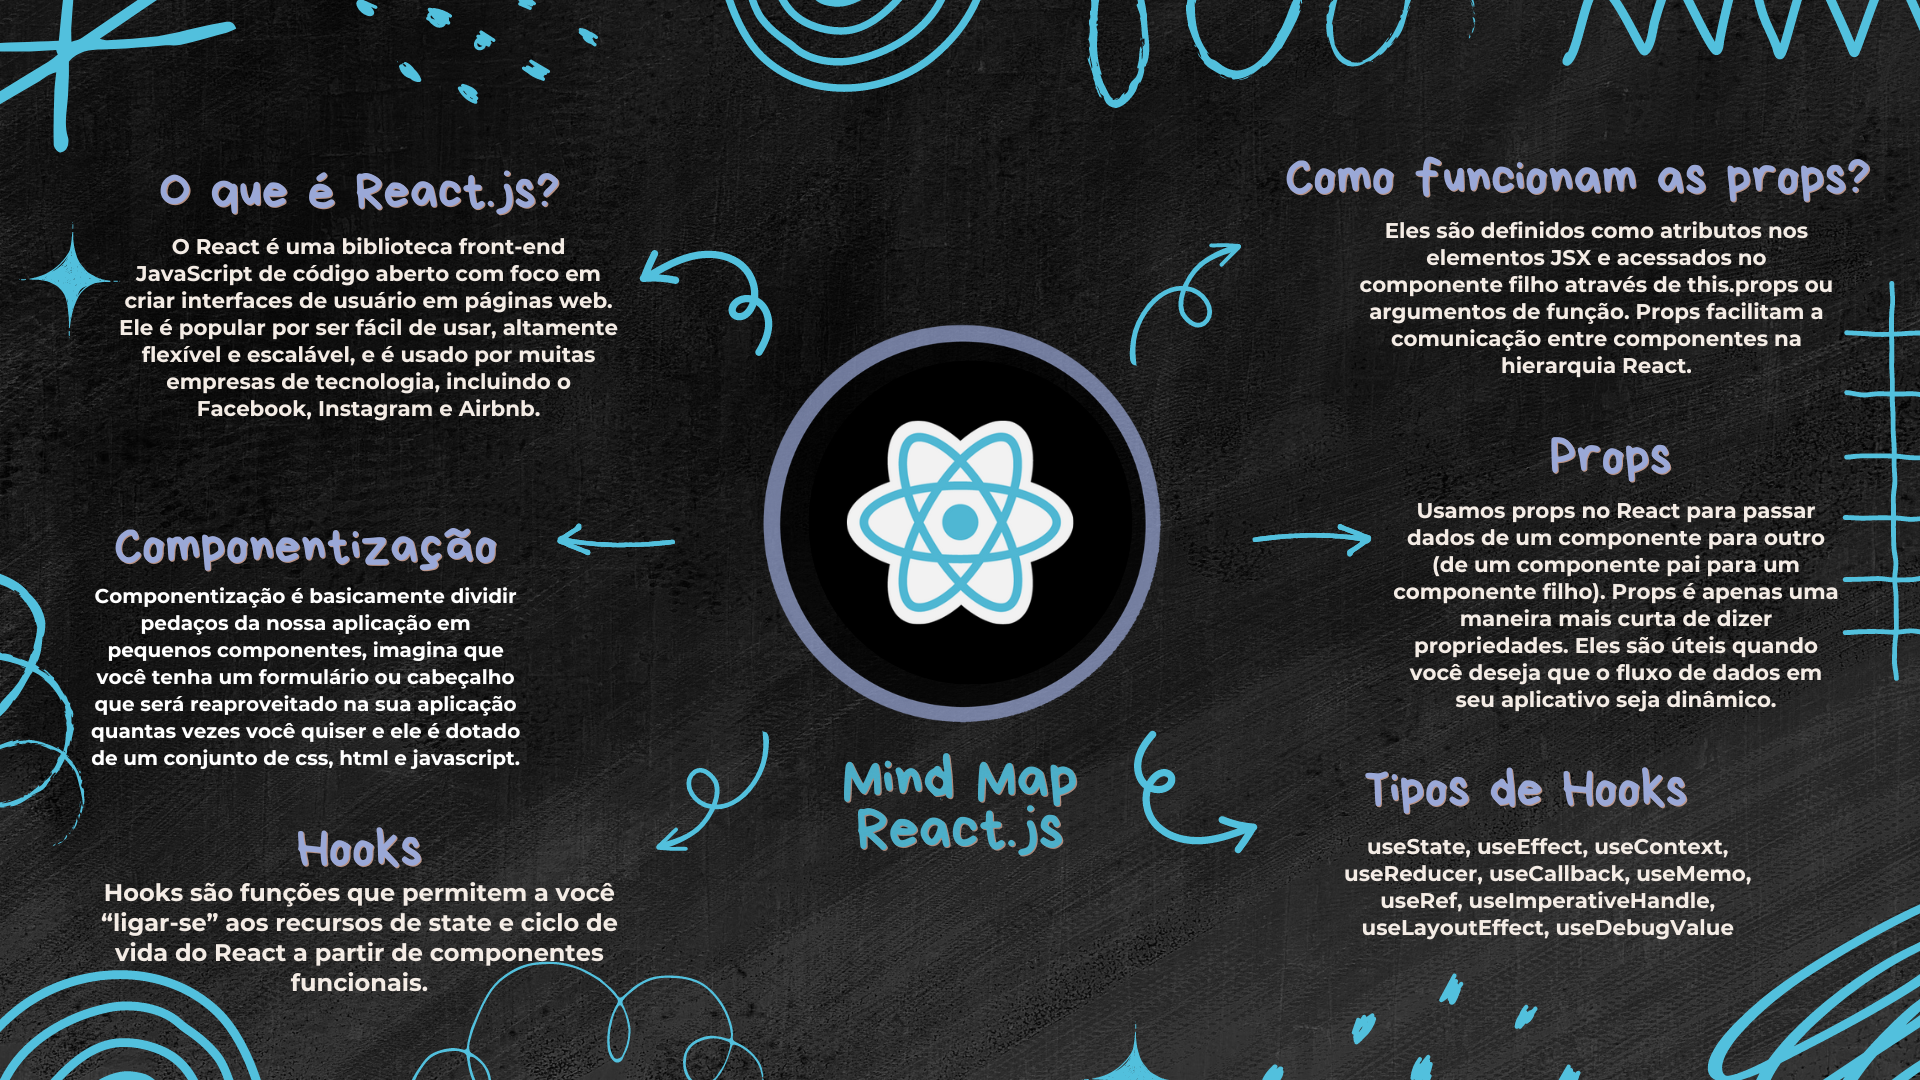 O que é React.js?
O React é uma biblioteca front-end
JavaScript de código aberto com foco em
criar interfaces de usuário em páginas web.
Ele é popular por ser fácil de usar, altamente
flexível e escalável, e é usado por muitas
empresas de tecnologia, incluindo o
Facebook, Instagram e Airbnb.
Componentização
Componentização é basicamente dividir
pedaços da nossa aplicação em
pequenos componentes, imagina que
você tenha um formulário ou cabeçalho
que será reaproveitado na sua aplicação
quantas vezes você quiser e ele é dotado
de um conjunto de css, html e javascript.
Hooks
Hooks são funções que permitem a você
“ligar-se” aos recursos de state e ciclo de
vida do React a partir de componentes
funcionais.
Mind Map
React.js
Como funcionam as props?
Eles são definidos como atributos nos
elementos JSX e acessados no
componente filho através de this.props ou
argumentos de função. Props facilitam a
comunicação entre componentes na
hierarquia React.
Props
Usamos props no React para passar
dados de um componente para outro
(de um componente pai para um
componente filho). Props é apenas uma
maneira mais curta de dizer
propriedades. Eles são úteis quando
você deseja que o fluxo de dados em
seu aplicativo seja dinâmico.
Tipos de Hooks
useState, useEffect, useContext,
useReducer, useCallback, useMemo,
useRef, useImperativeHandle,
useLayoutEffect, useDebugValue